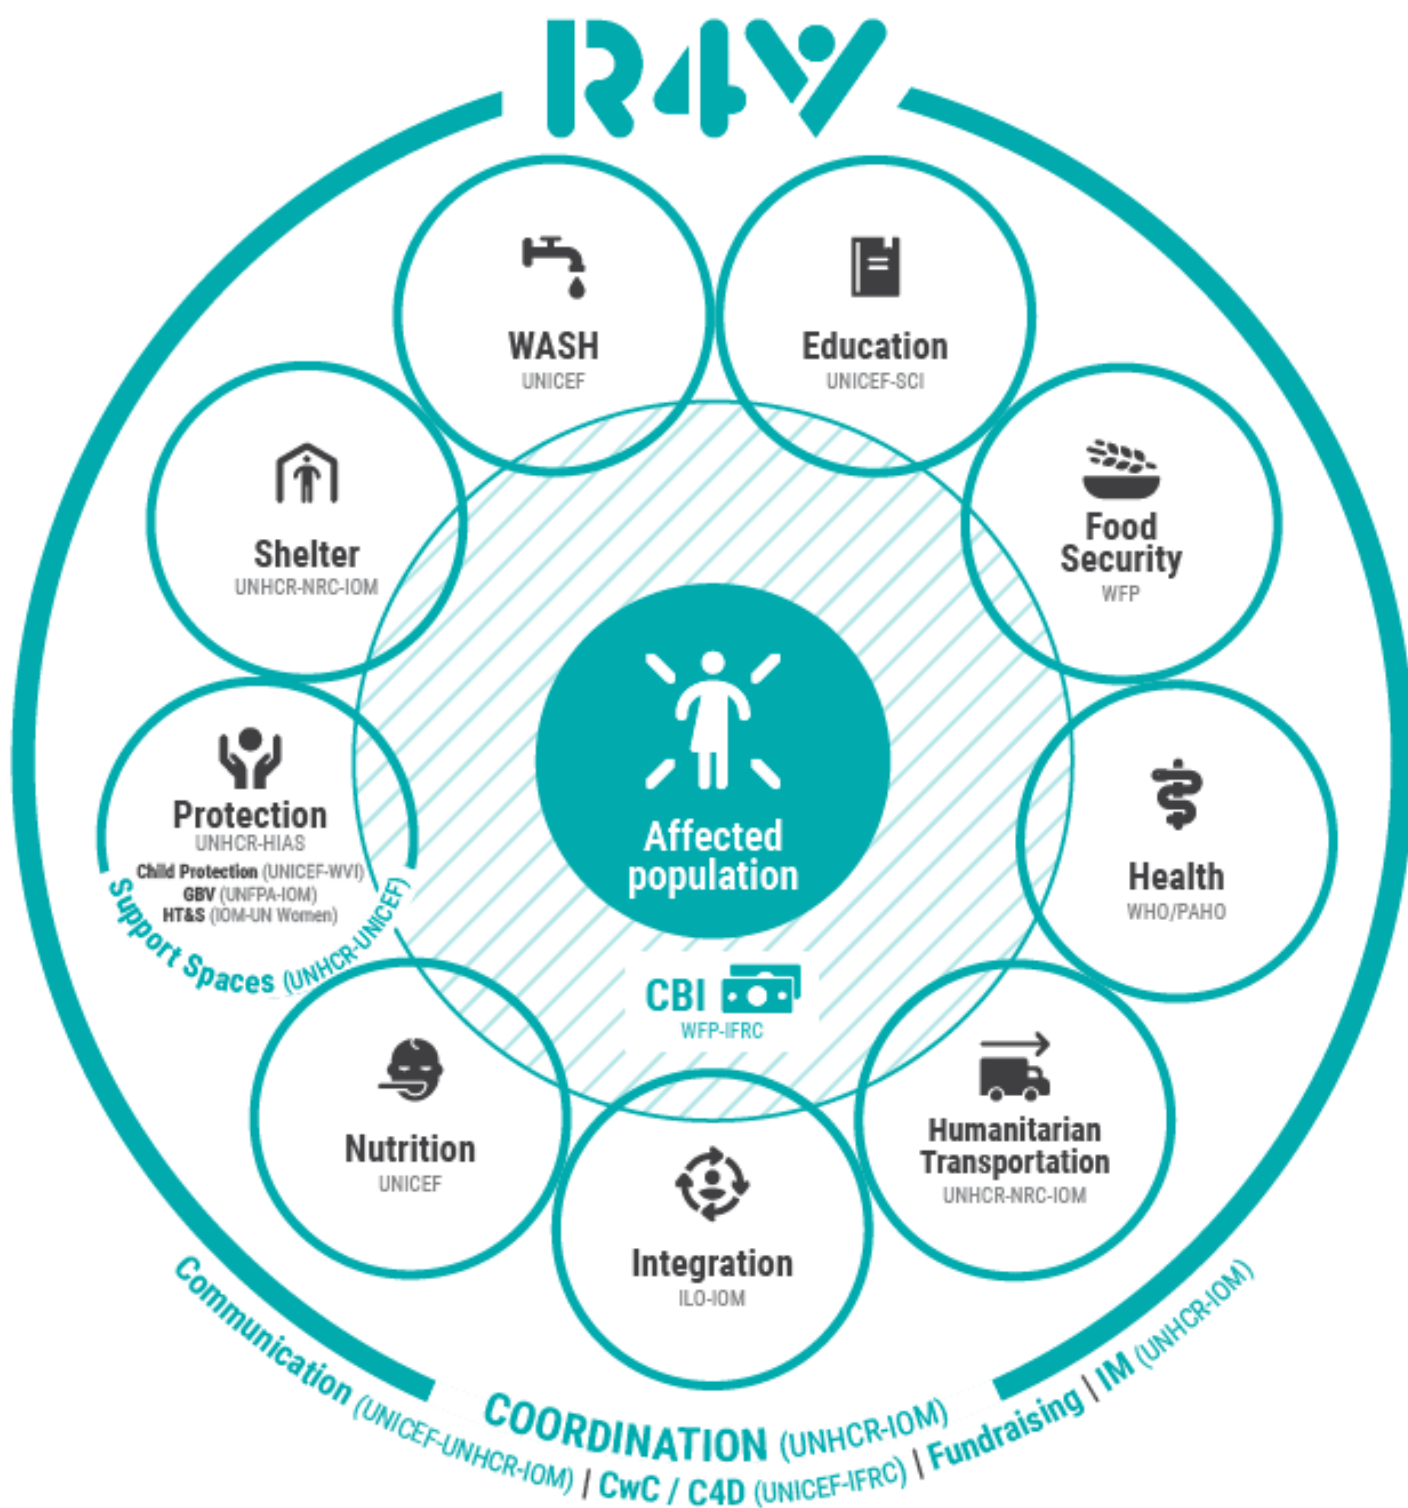 R4V
WASH
UNICEF
Education
UNICEF-SCI
Shelter
UNHCR-NRC-IOM
Food
Security
WFP
Protection
UNHCR-HIAS
Child Protection (UNICEF-WVI)
GBV (UNFPA-IOM)
HT&S (IOM-UN Women)
Support Spaces (UNHCR-UNICEF)
Affected
population
Health
WHO/PAHO
CBI
WFP-IFRC
Nutrition
UNICEF
Humanitarian
Transportation
UNHCR-NRC-IOM
Integration
ILO-IOM
COORDINATION (UNHCR-IOM)
Communication (UNICEF-UNHCR-IOM) | CwC / C4D (UNICEF-IFRC) | Fundraising | IM (UNHCR-IOM)